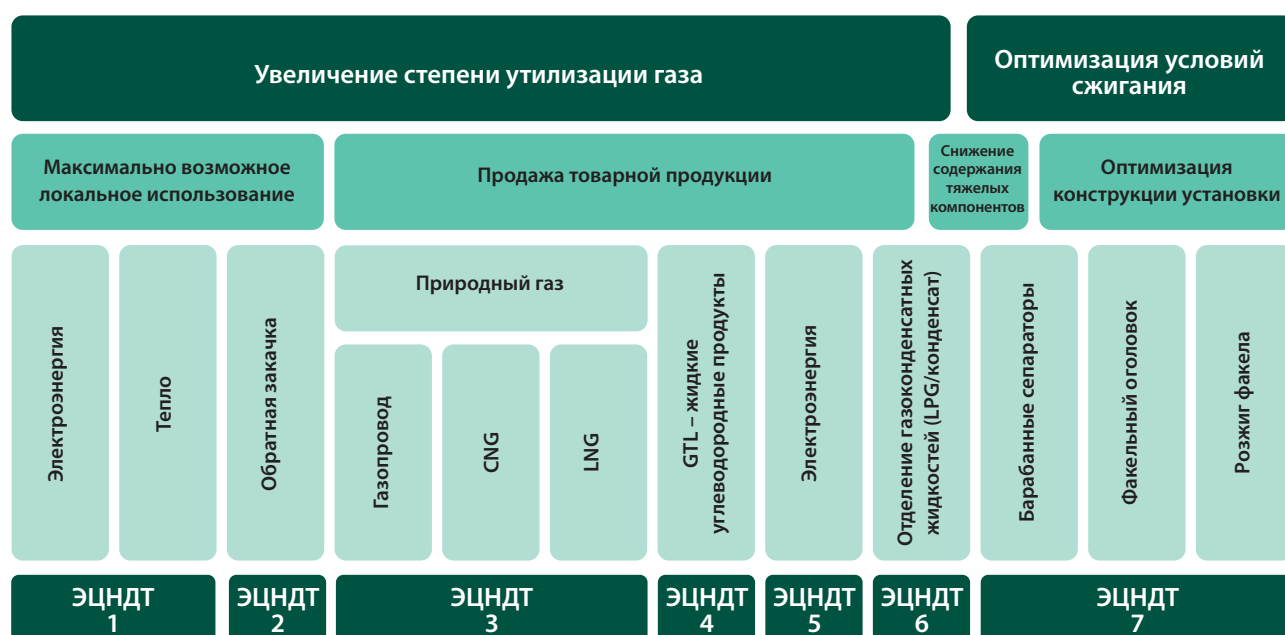 Увеличение степени утилизации газа
Оптимизация условий
сжигания
Максимально возможное
локальное использование
Продажа товарной продукции
Снижение
содержания
тяжелых
компонентов
Оптимизация
конструкции установки
Электроэнергия
Тепло
Обратная закачка
Природный газ
Газопровод
CNG
LNG
GTL – жидкие
углеводородные продукты
Электроэнергия
Отделение газоконденсатных
жидкостей (LPG/конденсат)
Барабанные сепараторы
Факельный оголовок
Розжиг факела
ЭЦНДТ
1
ЭЦНДТ
2
ЭЦНДТ
3
ЭЦНДТ
4
ЭЦНДТ
5
ЭЦНДТ
6
ЭЦНДТ
7